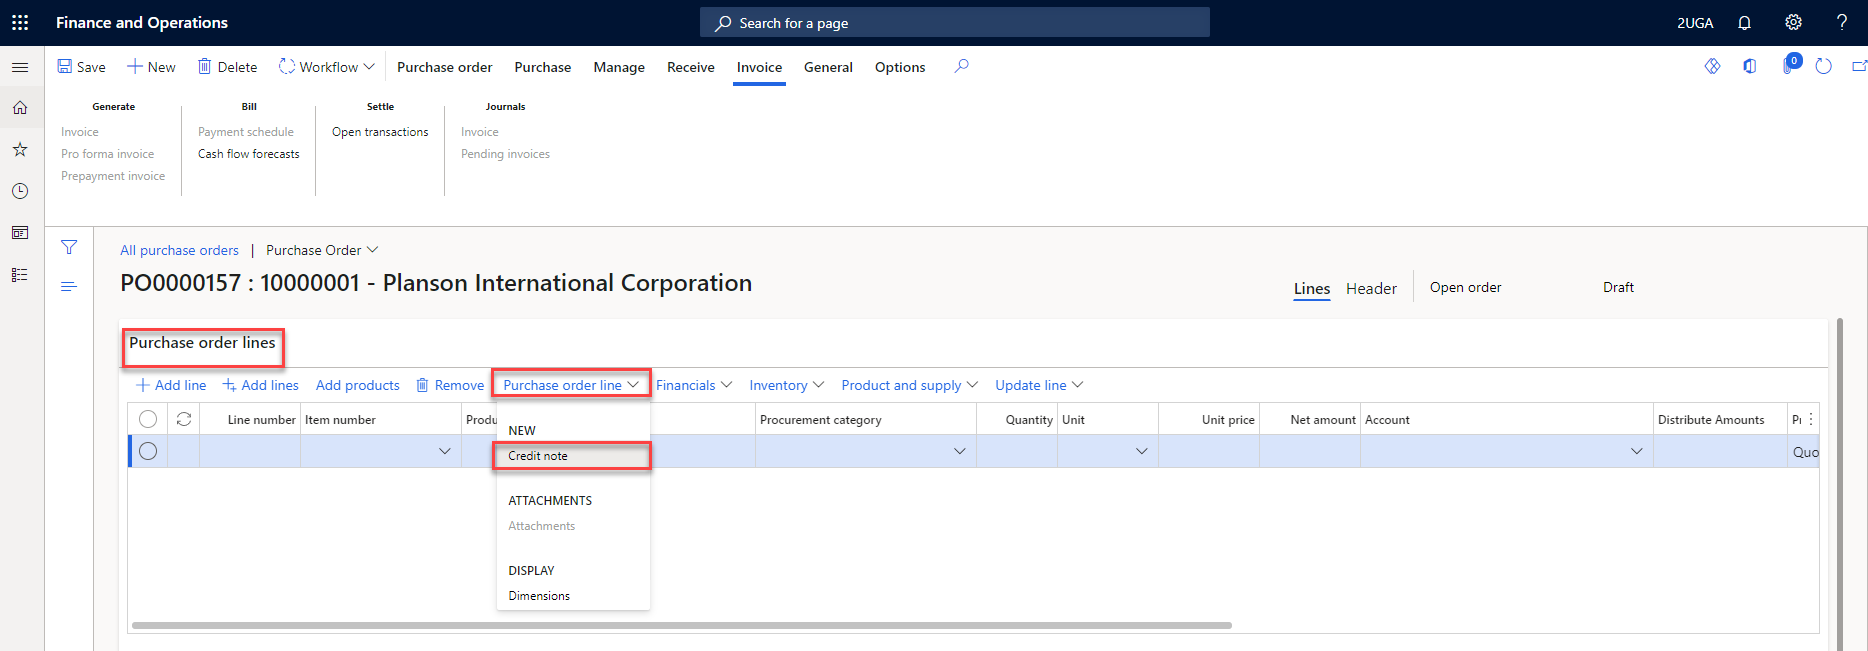 Finance and Operations
Search for a page
2UGA
?
Save
New
Delete
Workflow
Purchase order
Purchase
Manage
Receive
Invoice
General
Options
0
Generate
Invoice
Pro forma invoice
Prepayment invoice
Bill
Payment schedule
Cash flow forecasts
Settle
Open transactions
Journals
Invoice
Pending invoices
All purchase orders | Purchase Order
PO0000157 : 10000001 - Planson International Corporation
Lines
Header
Open order
Draft
Purchase order lines
Add line
Add lines
Add products
Remove
Purchase order line
Financials
Inventory
Product and supply
Update line
Line number
Item number
Produ
Procurement category
Quantity
Unit
Unit price
Net amount
Account
Distribute Amounts
Pr
Quo
NEW
Credit note
ATTACHMENTS
Attachments
DISPLAY
Dimensions